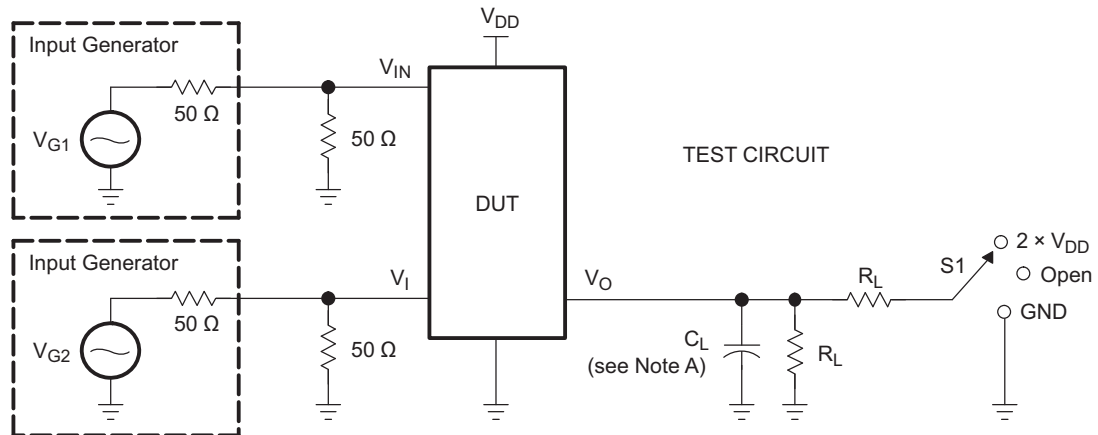 V_DD
Input Generator
V_IN
50 Ω
50 Ω
V_G1
TEST CIRCUIT
DUT
Input Generator
2 × V_DD
S1
Open
V_I
V_O
R_L
GND
50 Ω
50 Ω
V_G2
C_L
(see Note A)
R_L